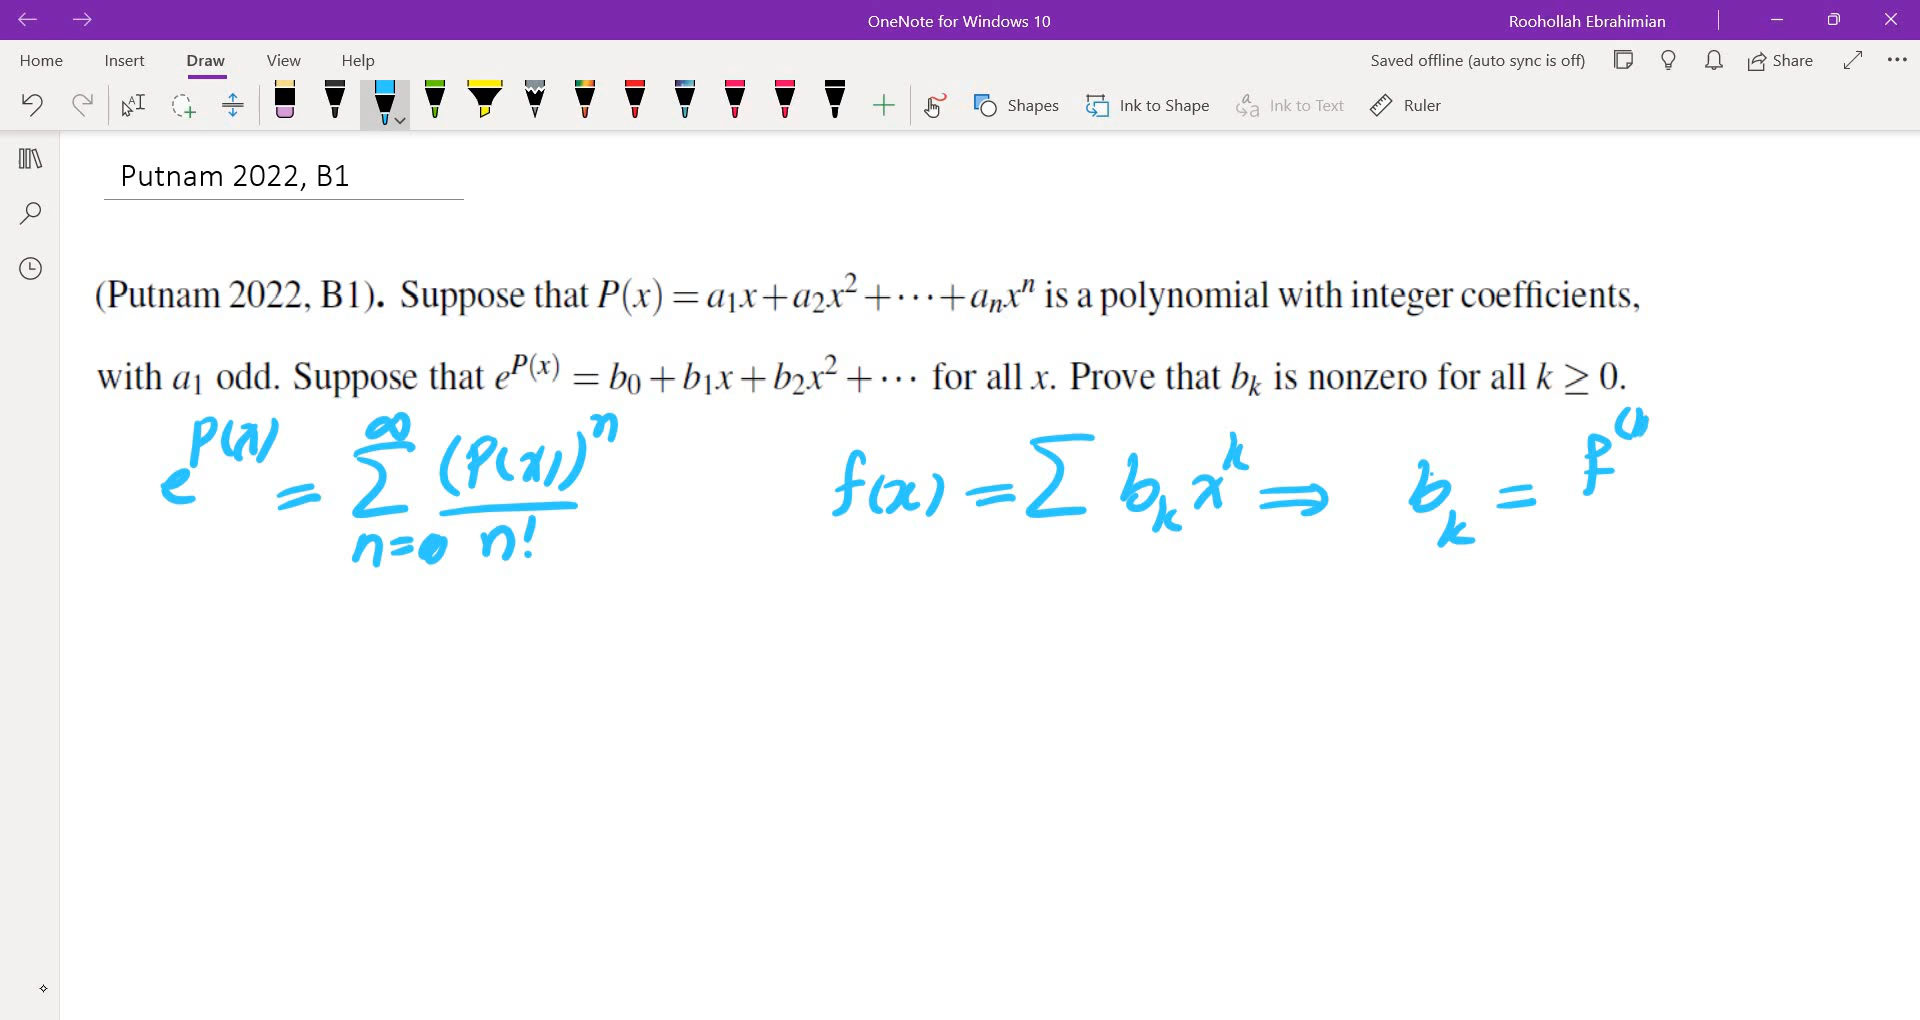 OneNote for Windows 10
Roohollah Ebrahimian
Home Insert Draw View Help
Saved offline (auto sync is off) Share
Shapes Ink to Shape Ink to Text Ruler
Putnam 2022, B1
(Putnam 2022, B1). Suppose that P(x) = a₁x + a₂x² + ⋯ + aₙxⁿ is a polynomial with integer coefficients,
with a₁ odd. Suppose that e^{P(x)} = b₀ + b₁x + b₂x² + ⋯ for all x. Prove that bₖ is nonzero for all k ≥ 0.
e^{P(x)} = \sum_{n=0}^{∞} \frac{(P(x))^n}{n!} f(x) = ∑ bₖ x^k ⟹ bₖ = f^{(